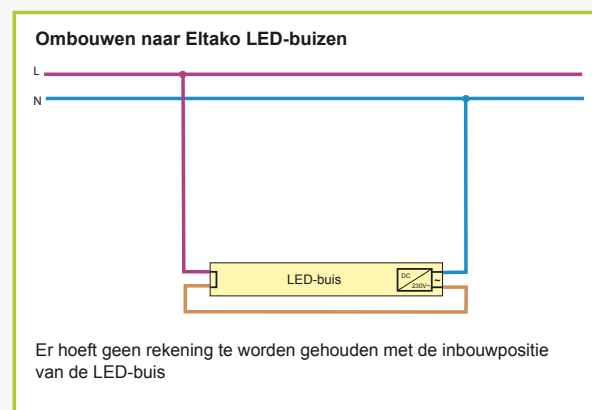 Ombouwen naar Eltako LED-buizen
L
N
LED-buis
DC
230V~
~
Er hoeft geen rekening te worden gehouden met de inbouwpositie
van de LED-buis